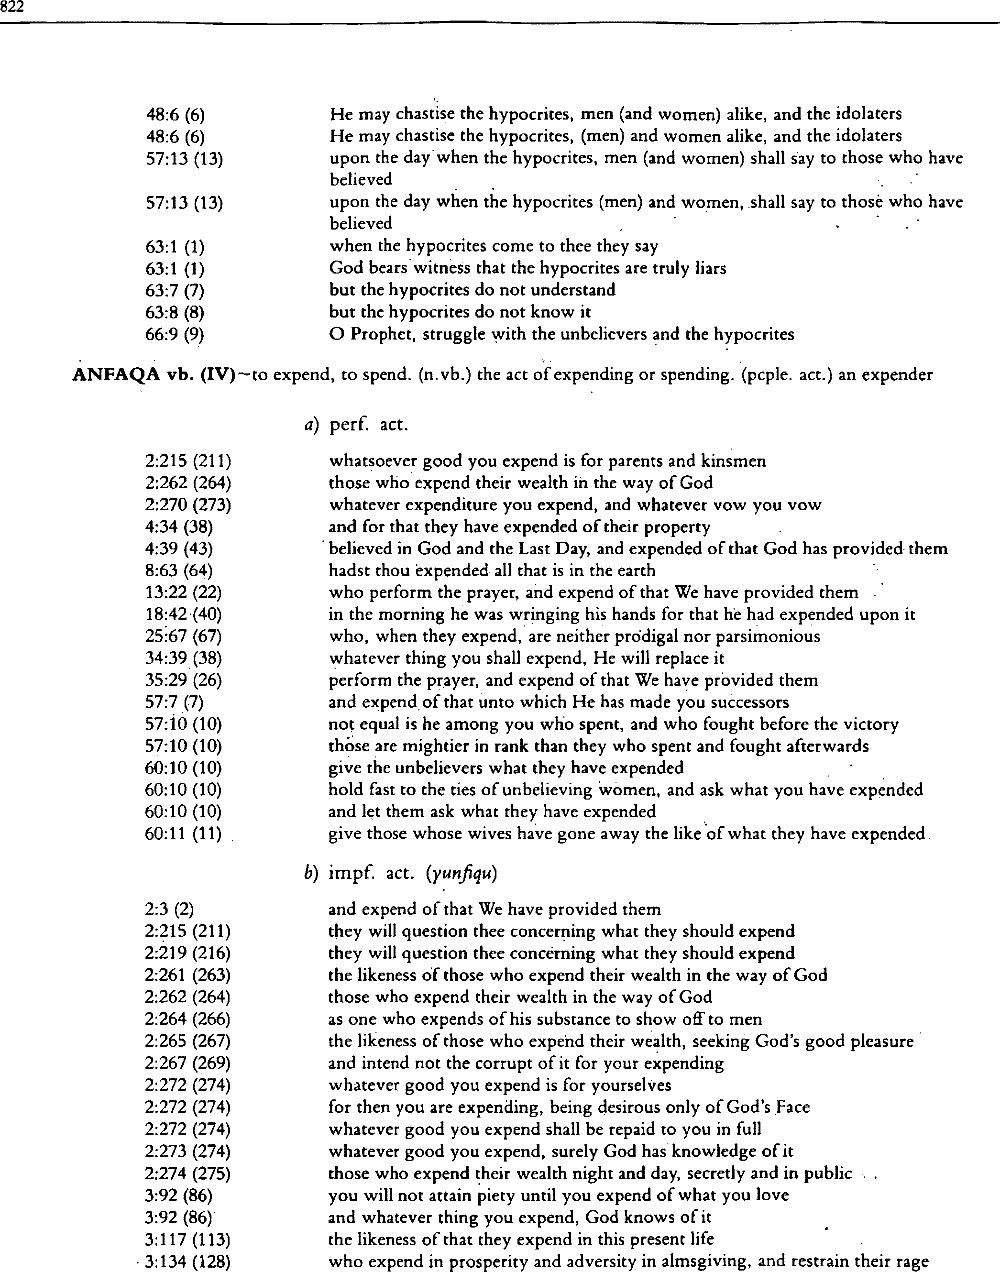 822
48:6 (6) He may chastise the hypocrites, men (and women) alike, and the idolaters
48:6 (6) He may chastise the hypocrites, (men) and women alike, and the idolaters
57:13 (13) upon the day when the hypocrites, men (and women) shall say to those who have
believed
57:13 (13) upon the day when the hypocrites (men) and women, shall say to those who have
believed
63:1 (1) when the hypocrites come to thee they say
63:1 (1) God bears witness that the hypocrites are truly liars
63:7 (7) but the hypocrites do not understand
63:8 (8) but the hypocrites do not know it
66:9 (9) O Prophet, struggle with the unbelievers and the hypocrites
ANFAQA vb. (IV)~to expend, to spend. (n.vb.) the act of expending or spending. (pcple. act.) an expender
a) perf. act.
2:215 (211) whatsoever good you expend is for parents and kinsmen
2:262 (264) those who expend their wealth in the way of God
2:270 (273) whatever expenditure you expend, and whatever vow you vow
4:34 (38) and for that they have expended of their property
4:39 (43) believed in God and the Last Day, and expended of that God has provided them
8:63 (64) hadst thou expended all that is in the earth
13:22 (22) who perform the prayer, and expend of that We have provided them
18:42 (40) in the morning he was wringing his hands for that he had expended upon it
25:67 (67) who, when they expend, are neither prodigal nor parsimonious
34:39 (38) whatever thing you shall expend, He will replace it
35:29 (26) perform the prayer, and expend of that We have provided them
57:7 (7) and expend of that unto which He has made you successors
57:10 (10) not equal is he among you who spent, and who fought before the victory
57:10 (10) those are mightier in rank than they who spent and fought afterwards
60:10 (10) give the unbelievers what they have expended
60:10 (10) hold fast to the ties of unbelieving women, and ask what you have expended
60:10 (10) and let them ask what they have expended
60:11 (11) give those whose wives have gone away the like of what they have expended
b) impf. act. (yunfiqu)
2:3 (2) and expend of that We have provided them
2:215 (211) they will question thee concerning what they should expend
2:219 (216) they will question thee concerning what they should expend
2:261 (263) the likeness of those who expend their wealth in the way of God
2:262 (264) those who expend their wealth in the way of God
2:264 (266) as one who expends of his substance to show off to men
2:265 (267) the likeness of those who expend their wealth, seeking God's good pleasure
2:267 (269) and intend not the corrupt of it for your expending
2:272 (274) whatever good you expend is for yourselves
2:272 (274) for then you are expending, being desirous only of God's Face
2:272 (274) whatever good you expend shall be repaid to you in full
2:273 (274) whatever good you expend, surely God has knowledge of it
2:274 (275) those who expend their wealth night and day, secretly and in public
3:92 (86) you will not attain piety until you expend of what you love
3:92 (86) and whatever thing you expend, God knows of it
3:117 (113) the likeness of that they expend in this present life
3:134 (128) who expend in prosperity and adversity in almsgiving, and restrain their rage